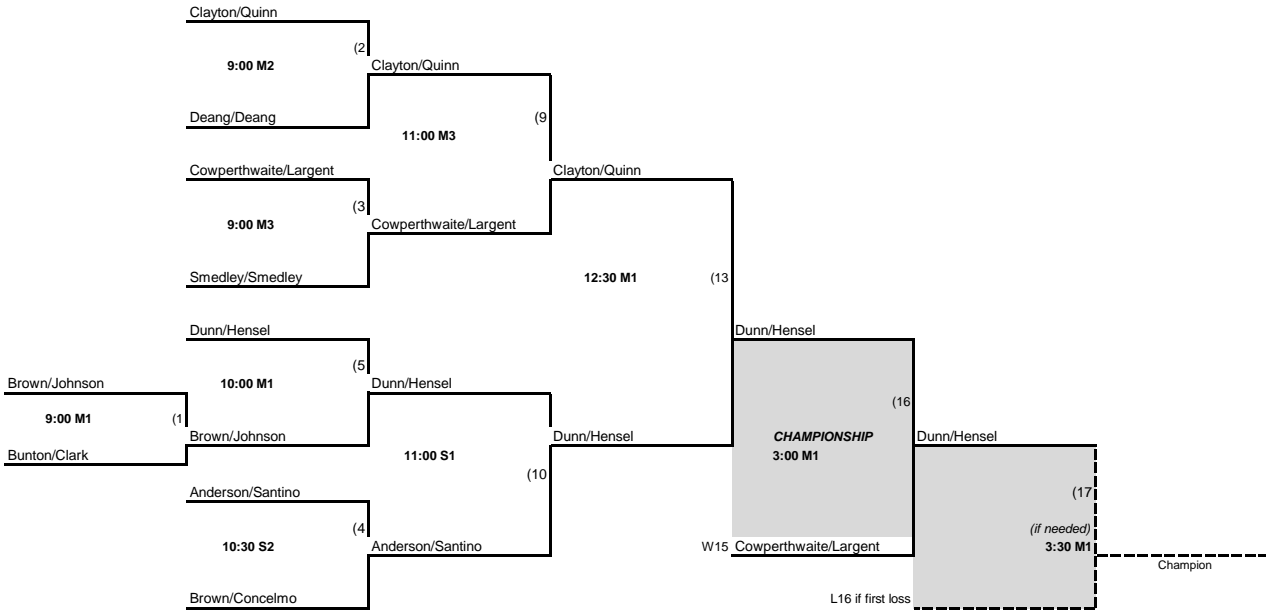 Clayton/Quinn
(2
9:00 M2
Clayton/Quinn
Deang/Deang
(9
11:00 M3
Cowperthwaite/Largent
Clayton/Quinn
(3
9:00 M3
Cowperthwaite/Largent
Smedley/Smedley
12:30 M1
(13
Dunn/Hensel
Dunn/Hensel
(5
Brown/Johnson
10:00 M1
Dunn/Hensel
(16
9:00 M1
(1
Brown/Johnson
Dunn/Hensel
CHAMPIONSHIP
Dunn/Hensel
Bunton/Clark
11:00 S1
3:00 M1
(10
Anderson/Santino
(17
(4
(if needed)
10:30 S2
Anderson/Santino
W15
Cowperthwaite/Largent
3:30 M1
Champion
Brown/Concelmo
L16 if first loss